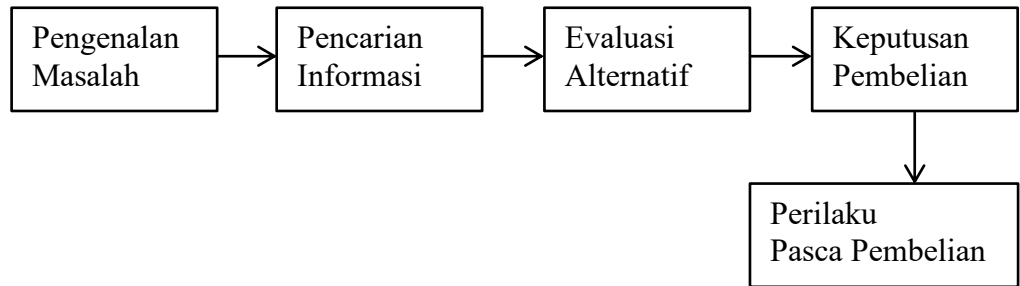 Pengenalan
Masalah
Pencarian
Informasi
Evaluasi
Alternatif
Keputusan
Pembelian
Perilaku
Pasca Pembelian